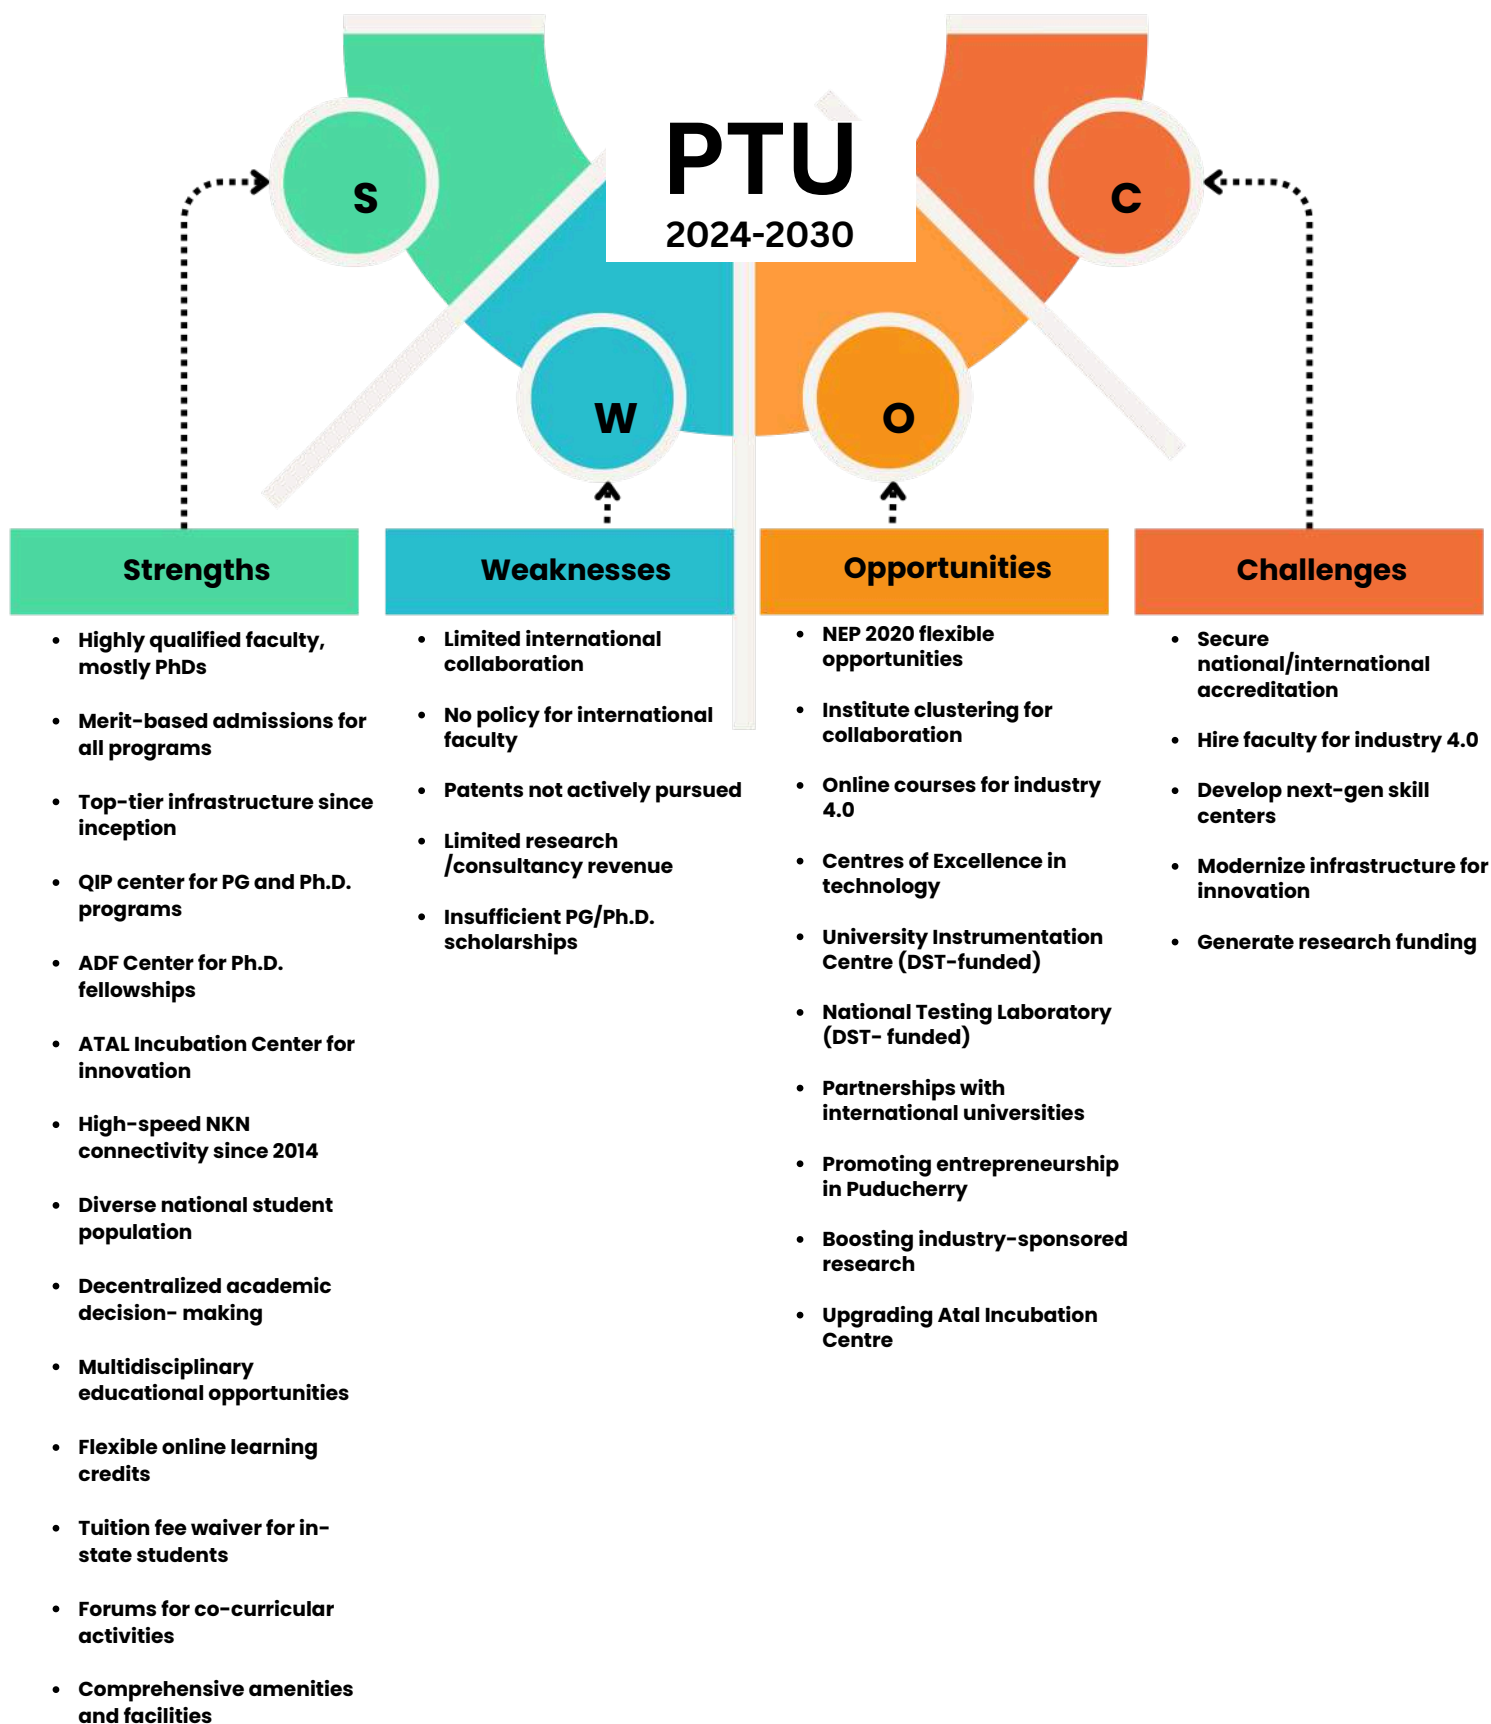 PTU
2024-2030
S
C
W
O
Strengths
• Highly qualified faculty,
mostly PhDs
• Merit-based admissions for
all programs
• Top-tier infrastructure since
inception
• QIP center for PG and Ph.D.
programs
• ADF Center for Ph.D.
fellowships
• ATAL Incubation Center for
innovation
• High-speed NKN
connectivity since 2014
• Diverse national student
population
• Decentralized academic
decision- making
• Multidisciplinary
educational opportunities
• Flexible online learning
credits
• Tuition fee waiver for in-
state students
• Forums for co-curricular
activities
• Comprehensive amenities
and facilities
Weaknesses
• Limited international
collaboration
• No policy for international
faculty
• Patents not actively pursued
• Limited research
/consultancy revenue
• Insufficient PG/Ph.D.
scholarships
Opportunities
• NEP 2020 flexible
opportunities
• Institute clustering for
collaboration
• Online courses for industry
4.0
• Centres of Excellence in
technology
• University Instrumentation
Centre (DST-funded)
• National Testing Laboratory
(DST- funded)
• Partnerships with
international universities
• Promoting entrepreneurship
in Puducherry
• Boosting industry-sponsored
research
• Upgrading Atal Incubation
Centre
Challenges
• Secure
national/international
accreditation
• Hire faculty for industry 4.0
• Develop next-gen skill
centers
• Modernize infrastructure for
innovation
• Generate research funding